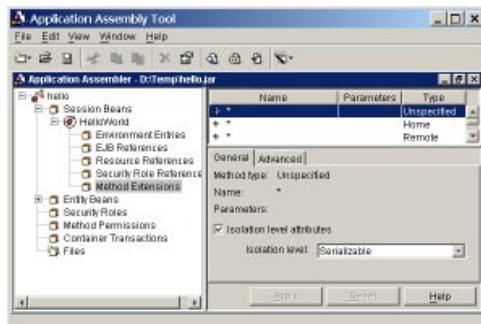 Application Assembly Tool
File Edit View Window Help
Application Assembler - D:\Temp\hello.jar
hello
Session Beans
HelloWorld
Environment Entries
EJB References
Resource References
Security Role Reference
Method Extensions
Entity Beans
Security Roles
Method Permissions
Container Transactions
Files
Name Parameters Type
* Unspecified
* Home
* Remote
General Advanced
Method type: Unspecified
Name: *
Parameters:
Isolation level attributes
Isolation level: Serializable
Apply Reset Help